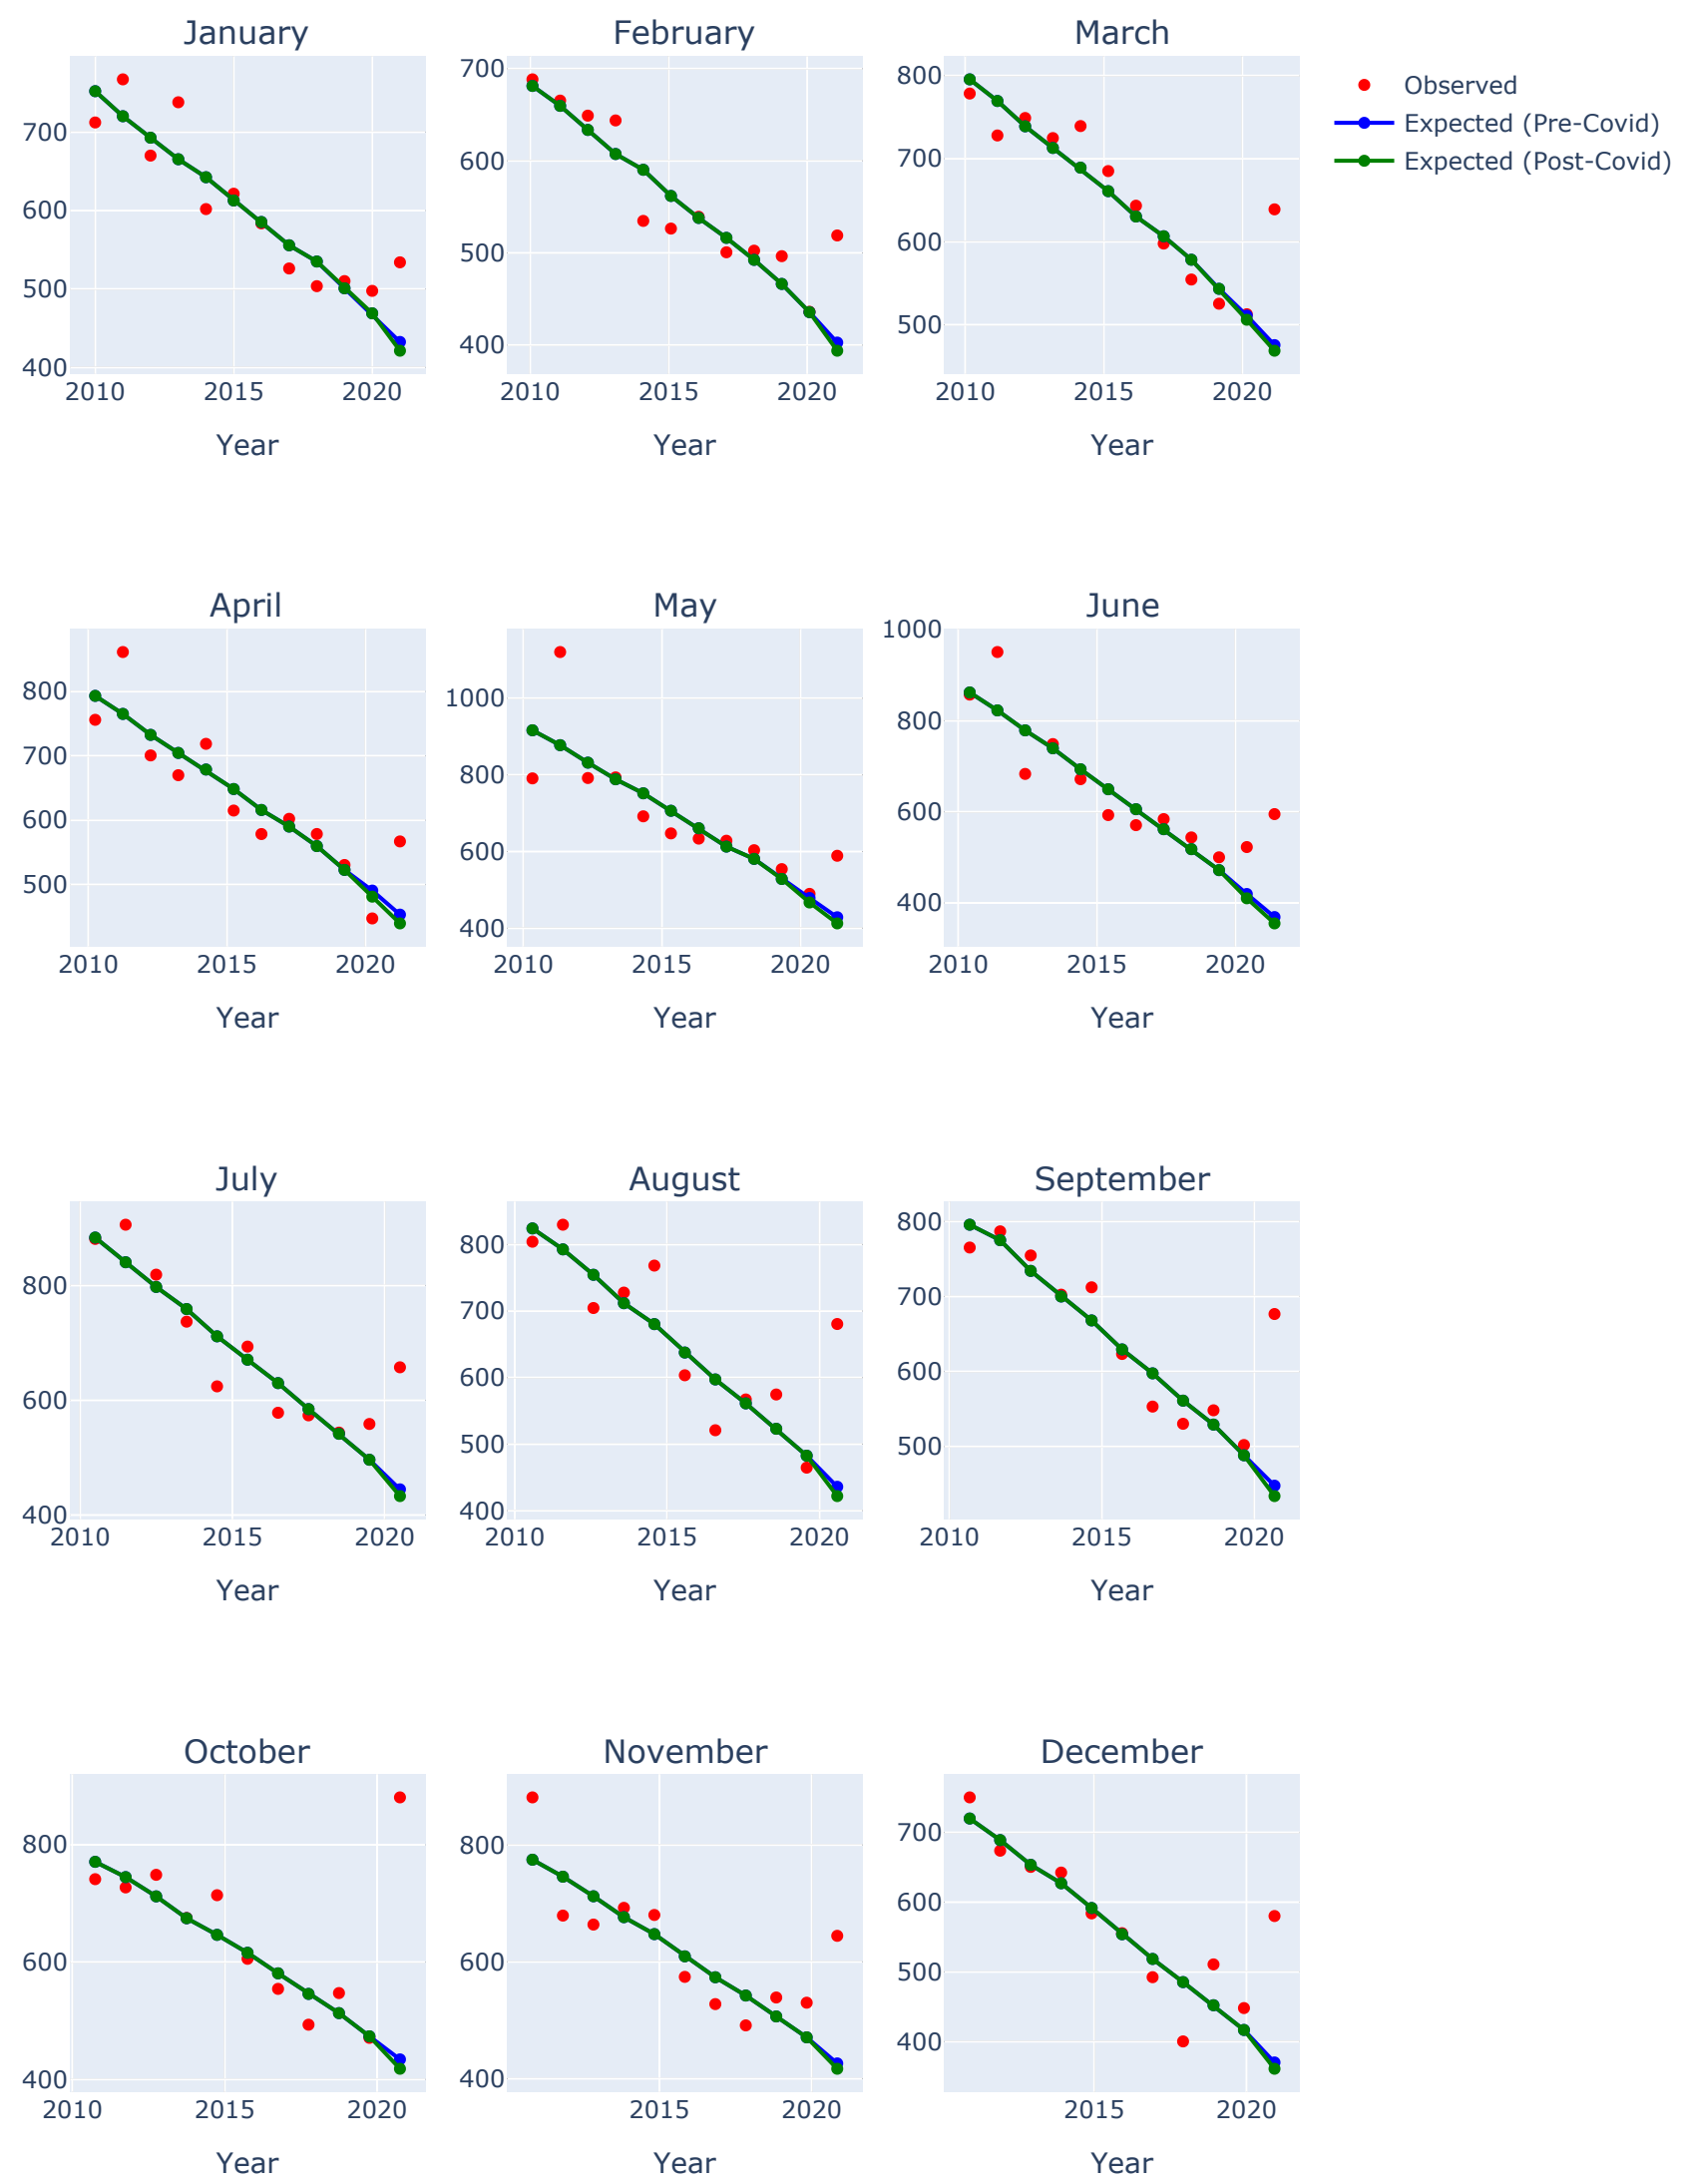 January
February
March
700
600
500
400
2010 2015 2020
Year
700
600
500
400
2010 2015 2020
Year
800
700
600
500
2010 2015 2020
Year
Observed
Expected (Pre-Covid)
Expected (Post-Covid)
April
May
June
800
700
600
500
2010 2015 2020
Year
1000
800
600
400
2010 2015 2020
Year
1000
800
600
400
2010 2015 2020
Year
July
August
September
800
600
400
2010 2015 2020
Year
800
700
600
500
400
2010 2015 2020
Year
800
700
600
500
2010 2015 2020
Year
October
November
December
800
600
400
2010 2015 2020
Year
800
600
400
2015 2020
Year
700
600
500
400
2015 2020
Year